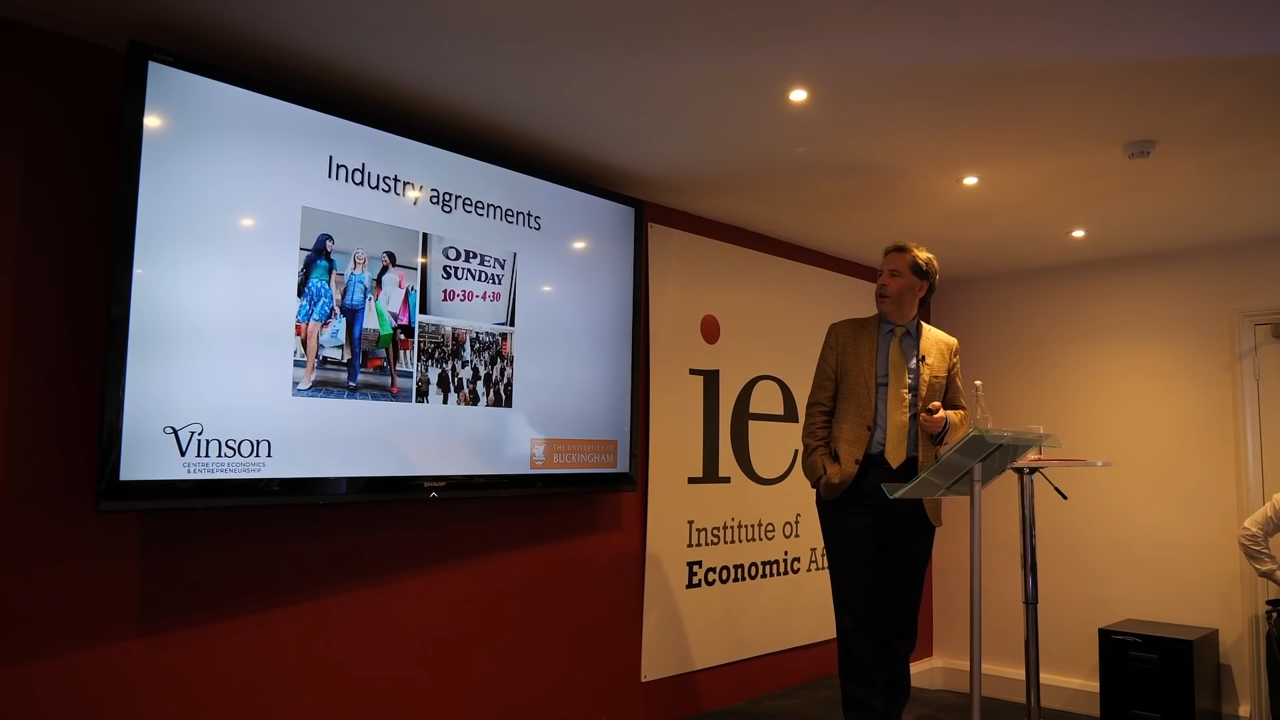 Industry agreements
OPEN
SUNDAY
10·30-4·30
Vinson
CENTRE FOR ECONOMICS
& ENTREPRENEURSHIP
THE UNIVERSITY OF
BUCKINGHAM
SHARP
ie
Institute of
Economic Af